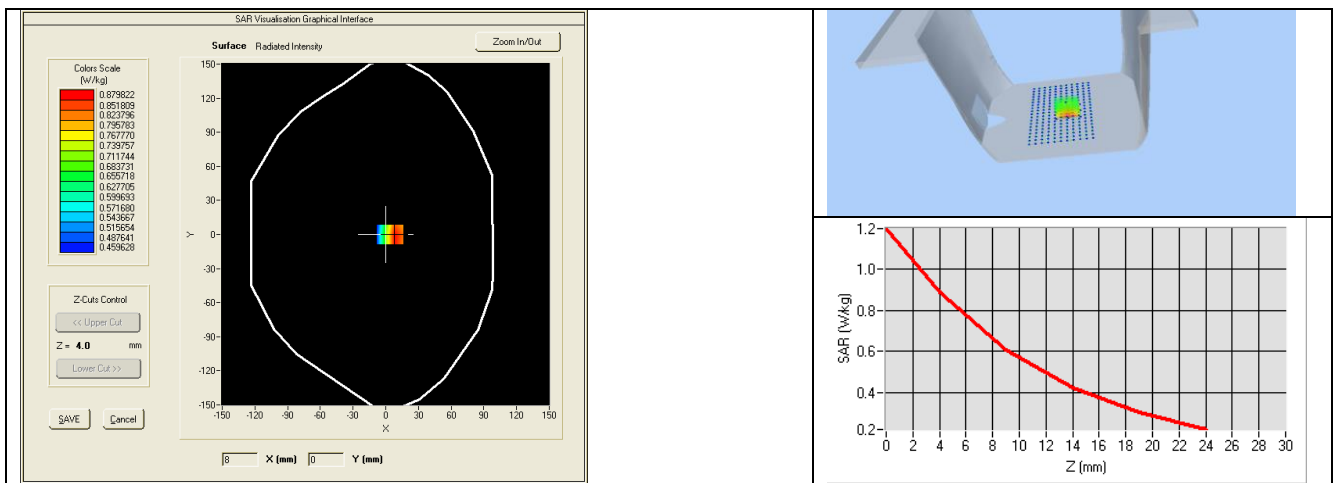 SAR Visualisation Graphical Interface
Surface Radiated Intensity
Zoom In/Out
Colors Scale
(W/kg)
0.879822
0.851809
0.823796
0.795783
0.767770
0.739757
0.711744
0.683731
0.655718
0.627705
0.599693
0.571680
0.543667
0.515654
0.487641
0.459628
Z-Cuts Control
<< Upper Cut
Z = 4.0 mm
Lower Cut >>
SAVE Cancel
150
120
90
60
30
0
-30
-60
-90
-120
-150
Y
-150 -120 -90 -60 -30 0 30 60 90 120 150
X
8 X (mm) 0 Y (mm)
1.2
1.0
0.8
0.6
0.4
0.2
SAR (W/kg)
0 2 4 6 8 10 12 14 16 18 20 22 24 26 28 30
Z (mm)